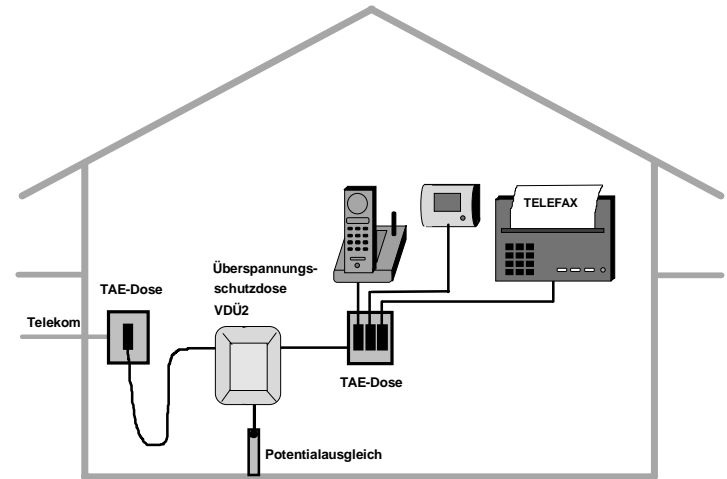 TELEFAX
Überspannungs-
schutzdose
VDÜ2
TAE-Dose
Telekom
TAE-Dose
Potentialausgleich